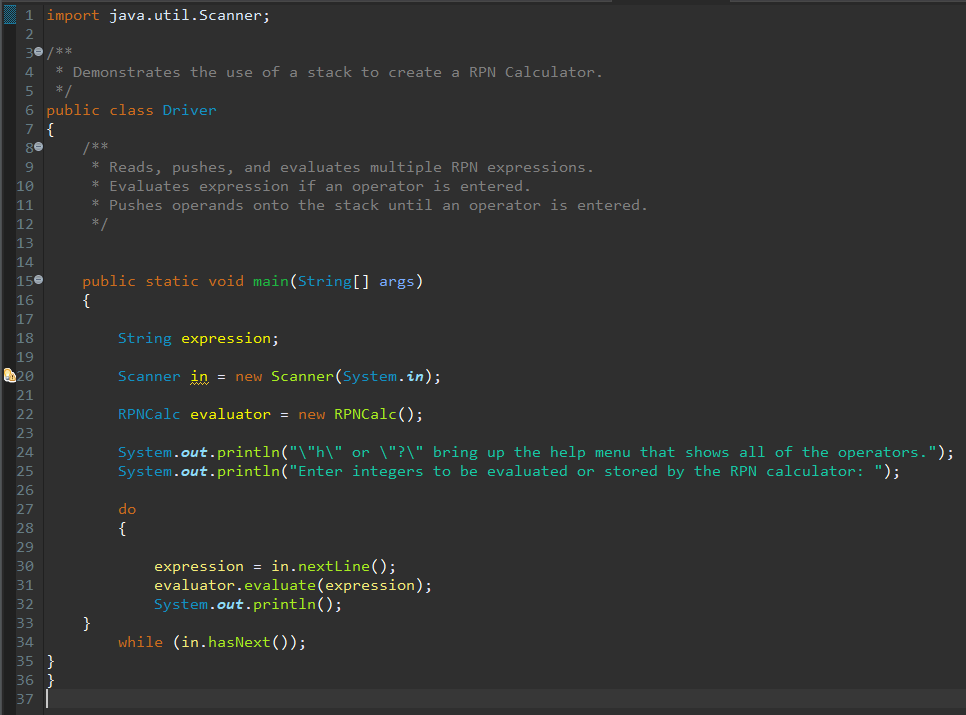 1 import java.util.Scanner;
2
3 /**
4  * Demonstrates the use of a stack to create a RPN Calculator.
5  */
6 public class Driver
7 {
8     /**
9      * Reads, pushes, and evaluates multiple RPN expressions.
10      * Evaluates expression if an operator is entered.
11      * Pushes operands onto the stack until an operator is entered.
12      */
13
14
15     public static void main(String[] args)
16     {
17
18         String expression;
19
20         Scanner in = new Scanner(System.in);
21
22         RPNCalc evaluator = new RPNCalc();
23
24         System.out.println("\"h\" or \"?\" bring up the help menu that shows all of the operators.");
25         System.out.println("Enter integers to be evaluated or stored by the RPN calculator: ");
26
27         do
28         {
29
30             expression = in.nextLine();
31             evaluator.evaluate(expression);
32             System.out.println();
33     }
34         while (in.hasNext());
35 }
36 }
37